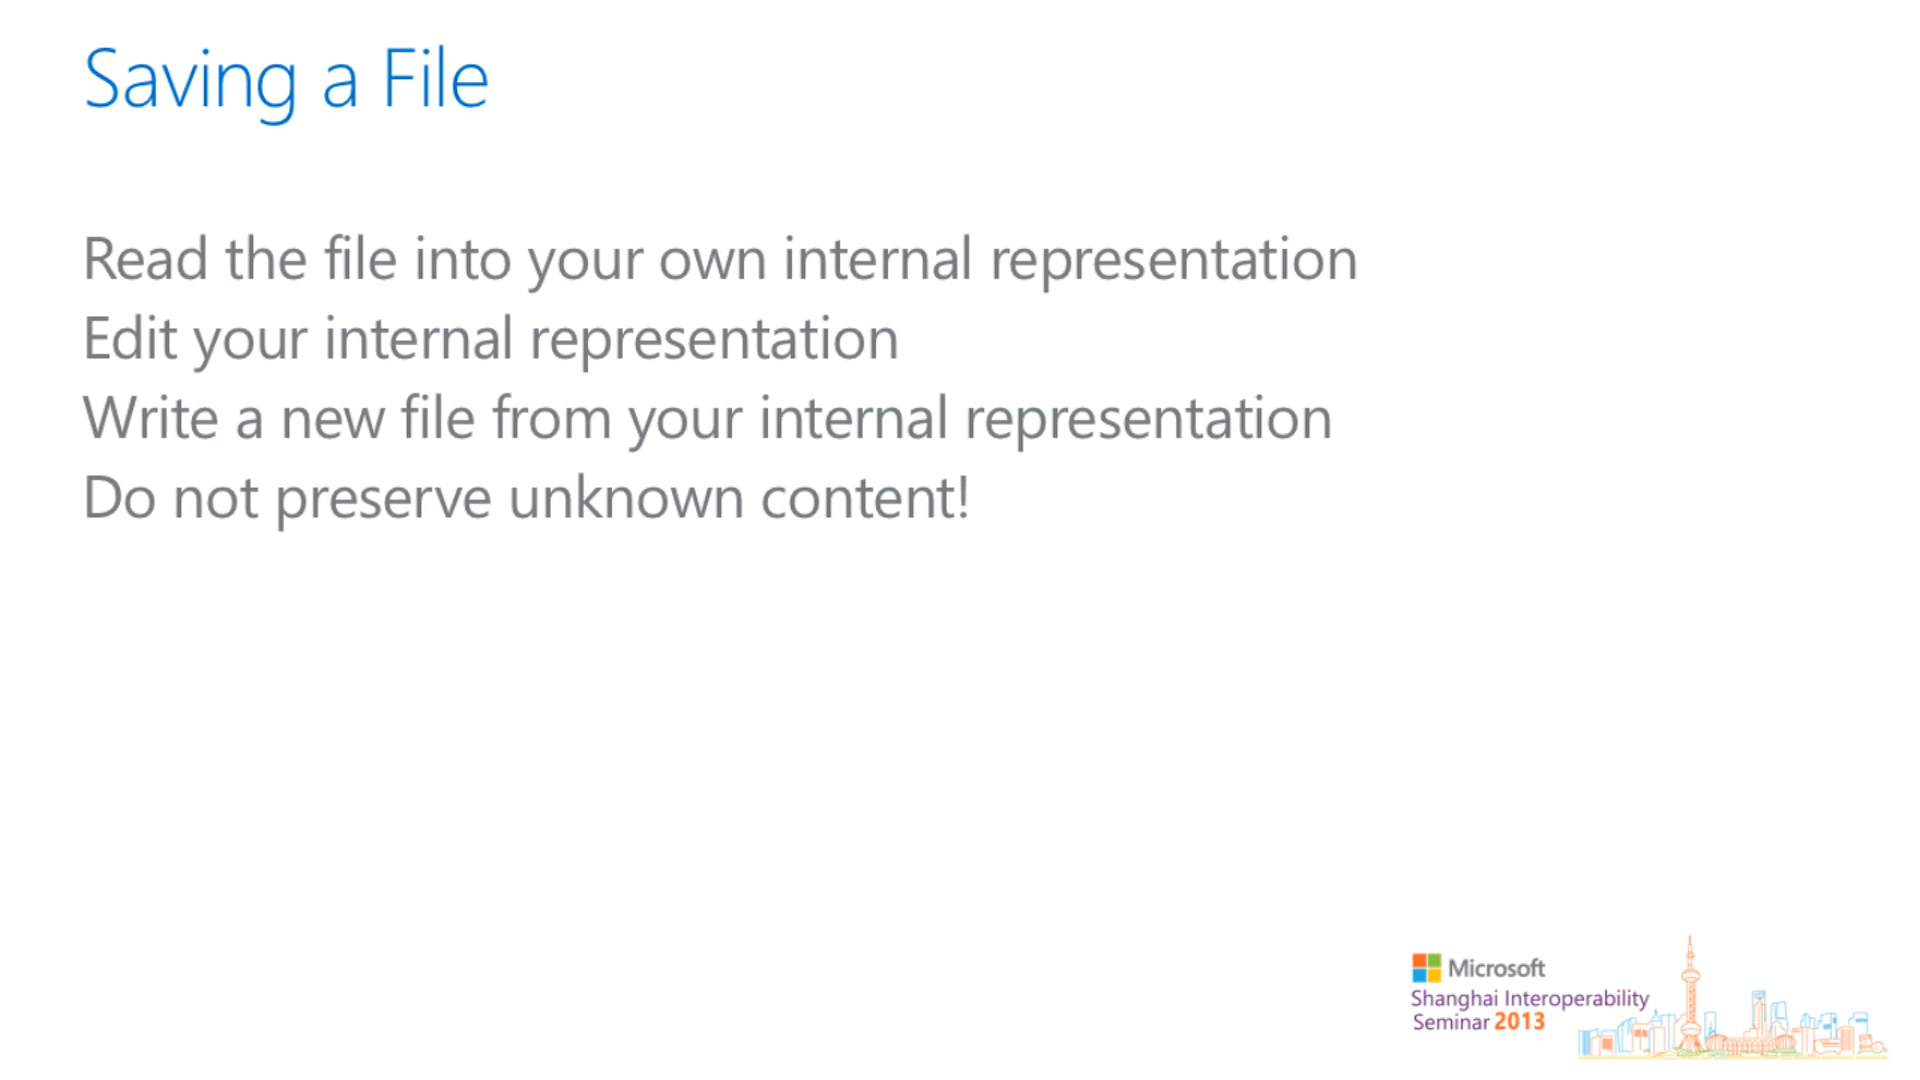 Saving a File
Read the file into your own internal representation
Edit your internal representation
Write a new file from your internal representation
Do not preserve unknown content!
Microsoft
Shanghai Interoperability
Seminar 2013